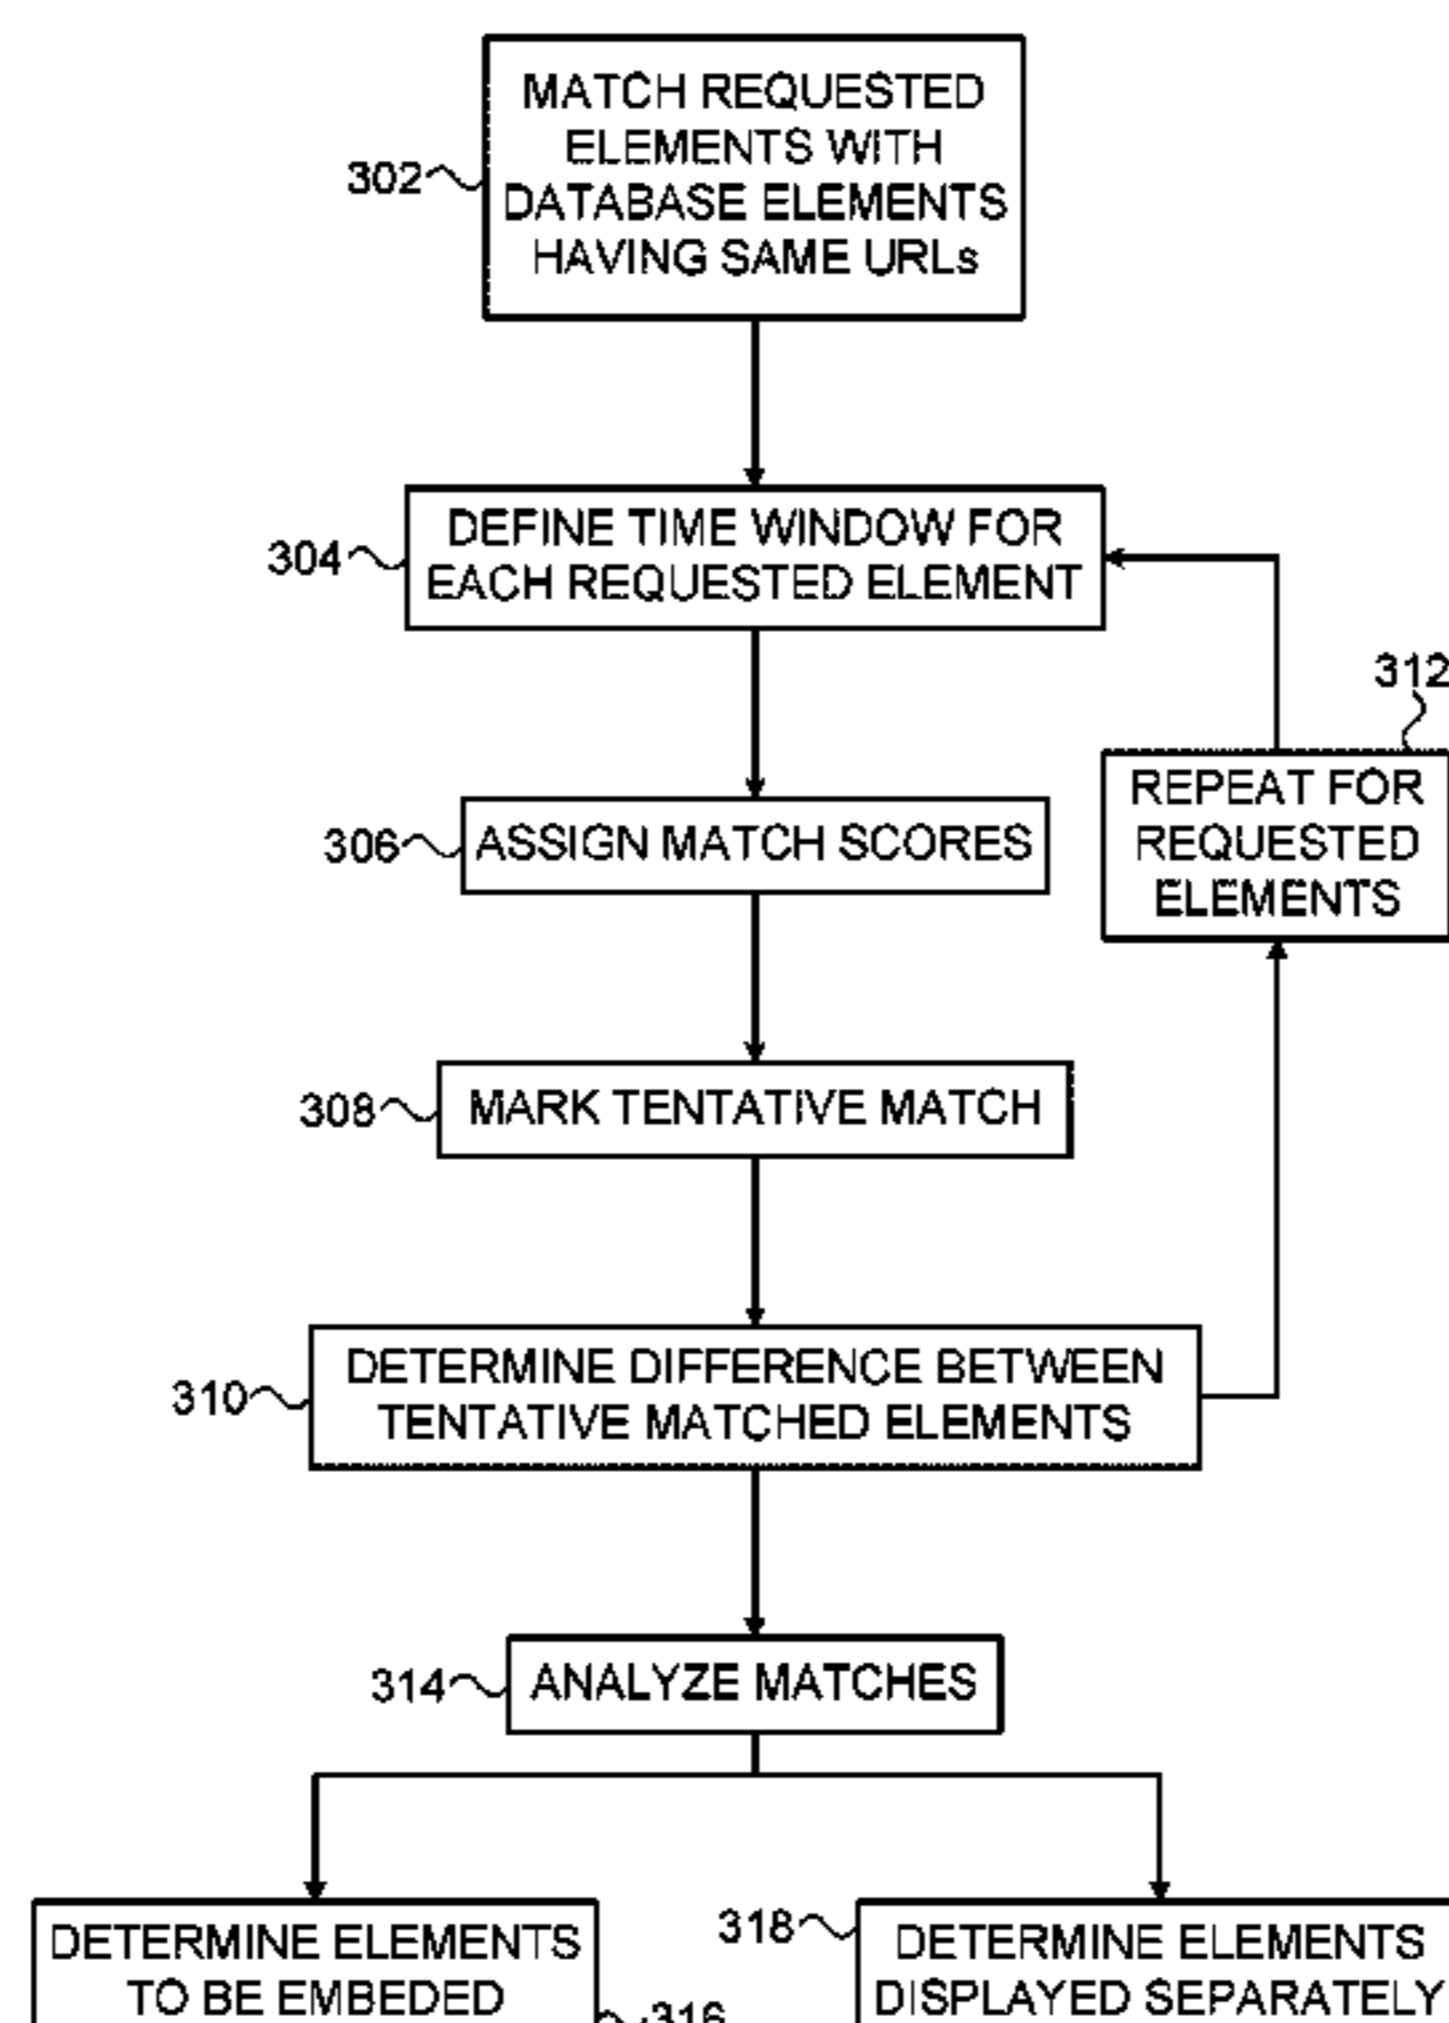 MATCH REQUESTED
ELEMENTS WITH
DATABASE ELEMENTS
HAVING SAME URLs
302
DEFINE TIME WINDOW FOR
EACH REQUESTED ELEMENT
304
312
REPEAT FOR
REQUESTED
ELEMENTS
306
ASSIGN MATCH SCORES
308
MARK TENTATIVE MATCH
310
DETERMINE DIFFERENCE BETWEEN
TENTATIVE MATCHED ELEMENTS
314
ANALYZE MATCHES
DETERMINE ELEMENTS
TO BE EMBEDED
316
318
DETERMINE ELEMENTS
DISPLAYED SEPARATELY